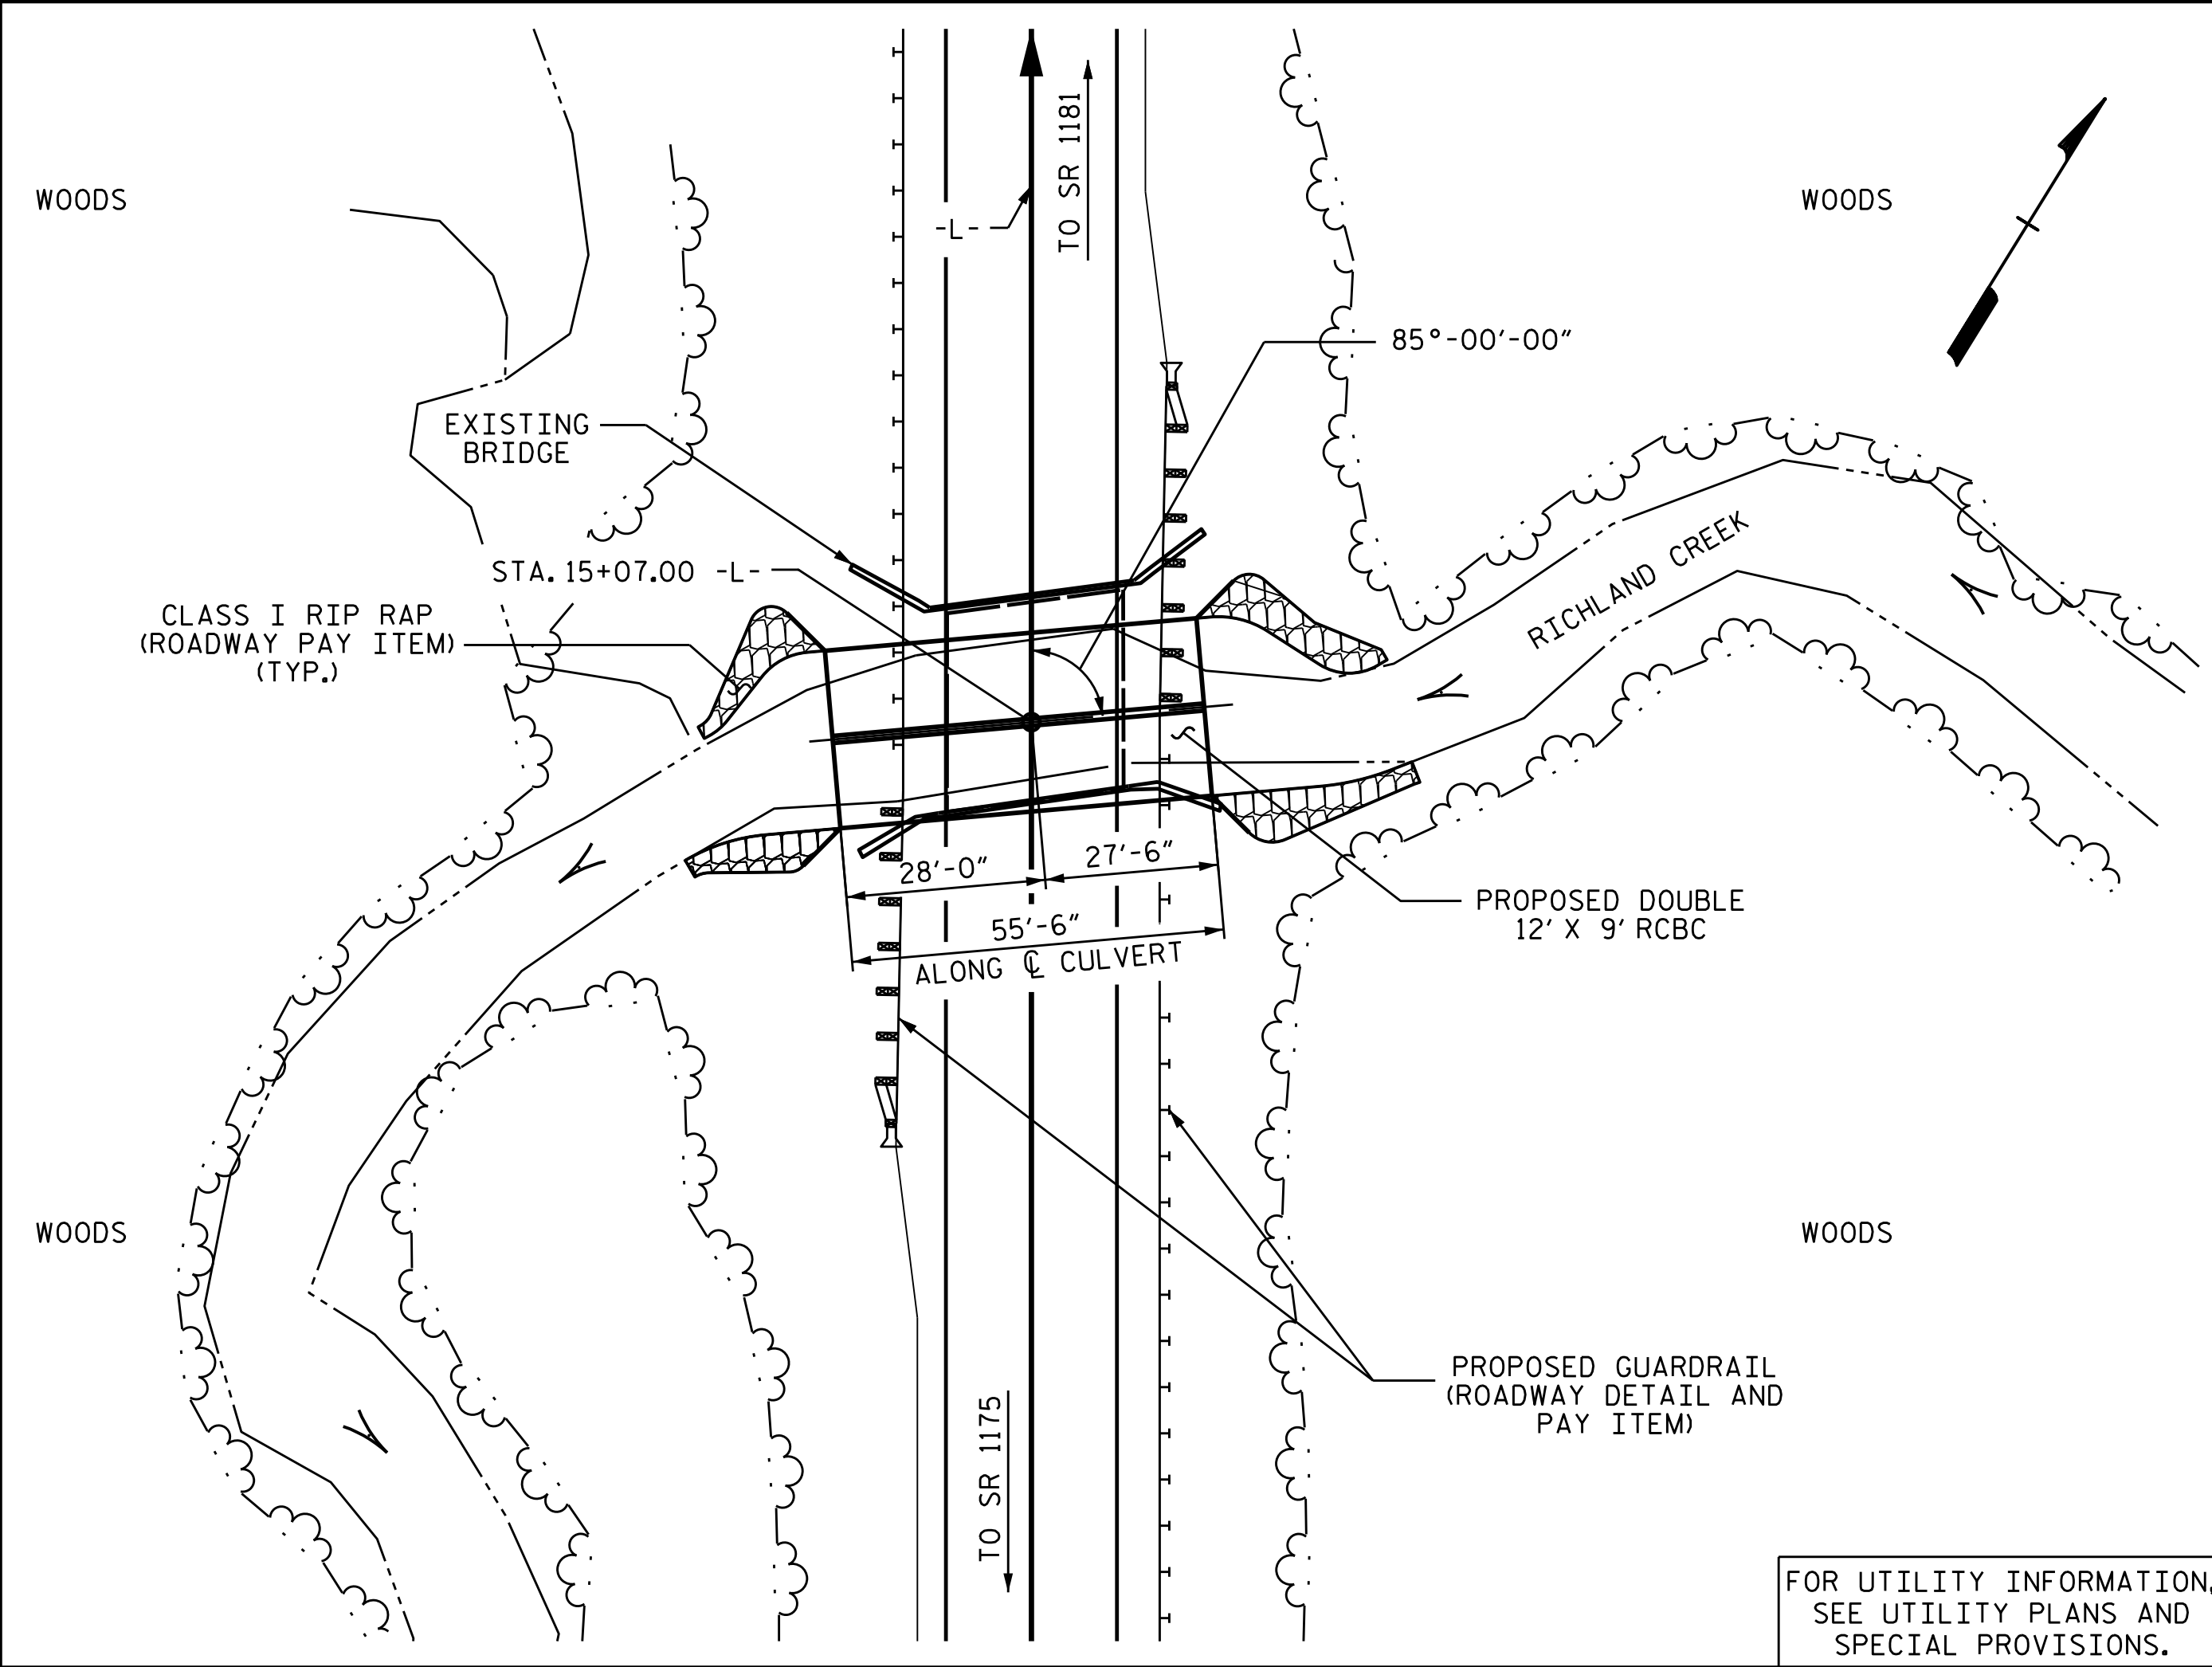 WOODS
WOODS
TO SR 1181
-L-
85°-00'-00"
EXISTING
BRIDGE
STA. 15+07.00 -L-
RICHLAND CREEK
CLASS I RIP RAP
(ROADWAY PAY ITEM)
(TYP.)
28'-0"
27'-6"
55'-6"
ALONG ℄ CULVERT
PROPOSED DOUBLE
12' X 9' RCBC
WOODS
WOODS
PROPOSED GUARDRAIL
(ROADWAY DETAIL AND
PAY ITEM)
TO SR 1175
FOR UTILITY INFORMATION,
SEE UTILITY PLANS AND
SPECIAL PROVISIONS.